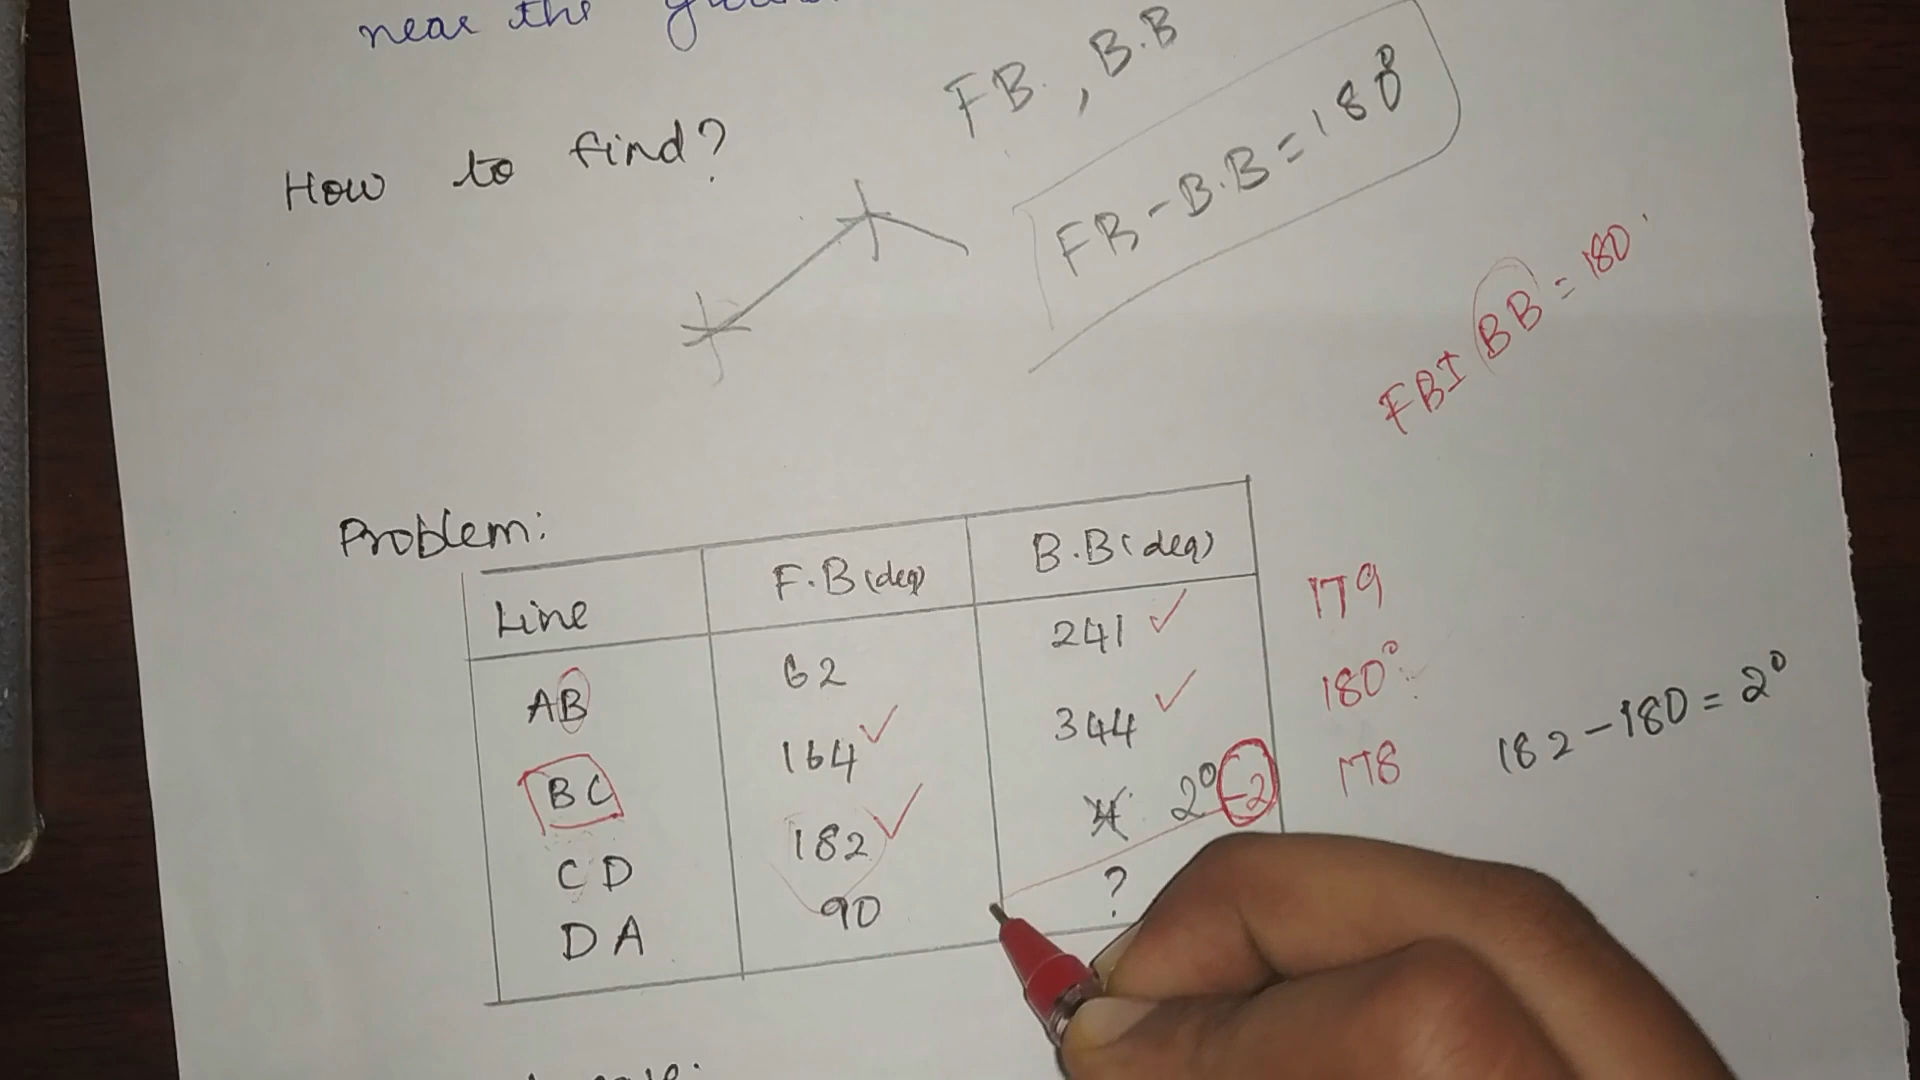 near the
FB, B.B
How to find?
FB-B.B=180
FBI BB=180
Problem:
Line F.B(deg) B.B(deg)
AB 62 241 ✓ 179
BC 164 ✓ 344 ✓ 180°
CD 182 ✓ 2° -2 178 182-180=2°
DA 90 ?